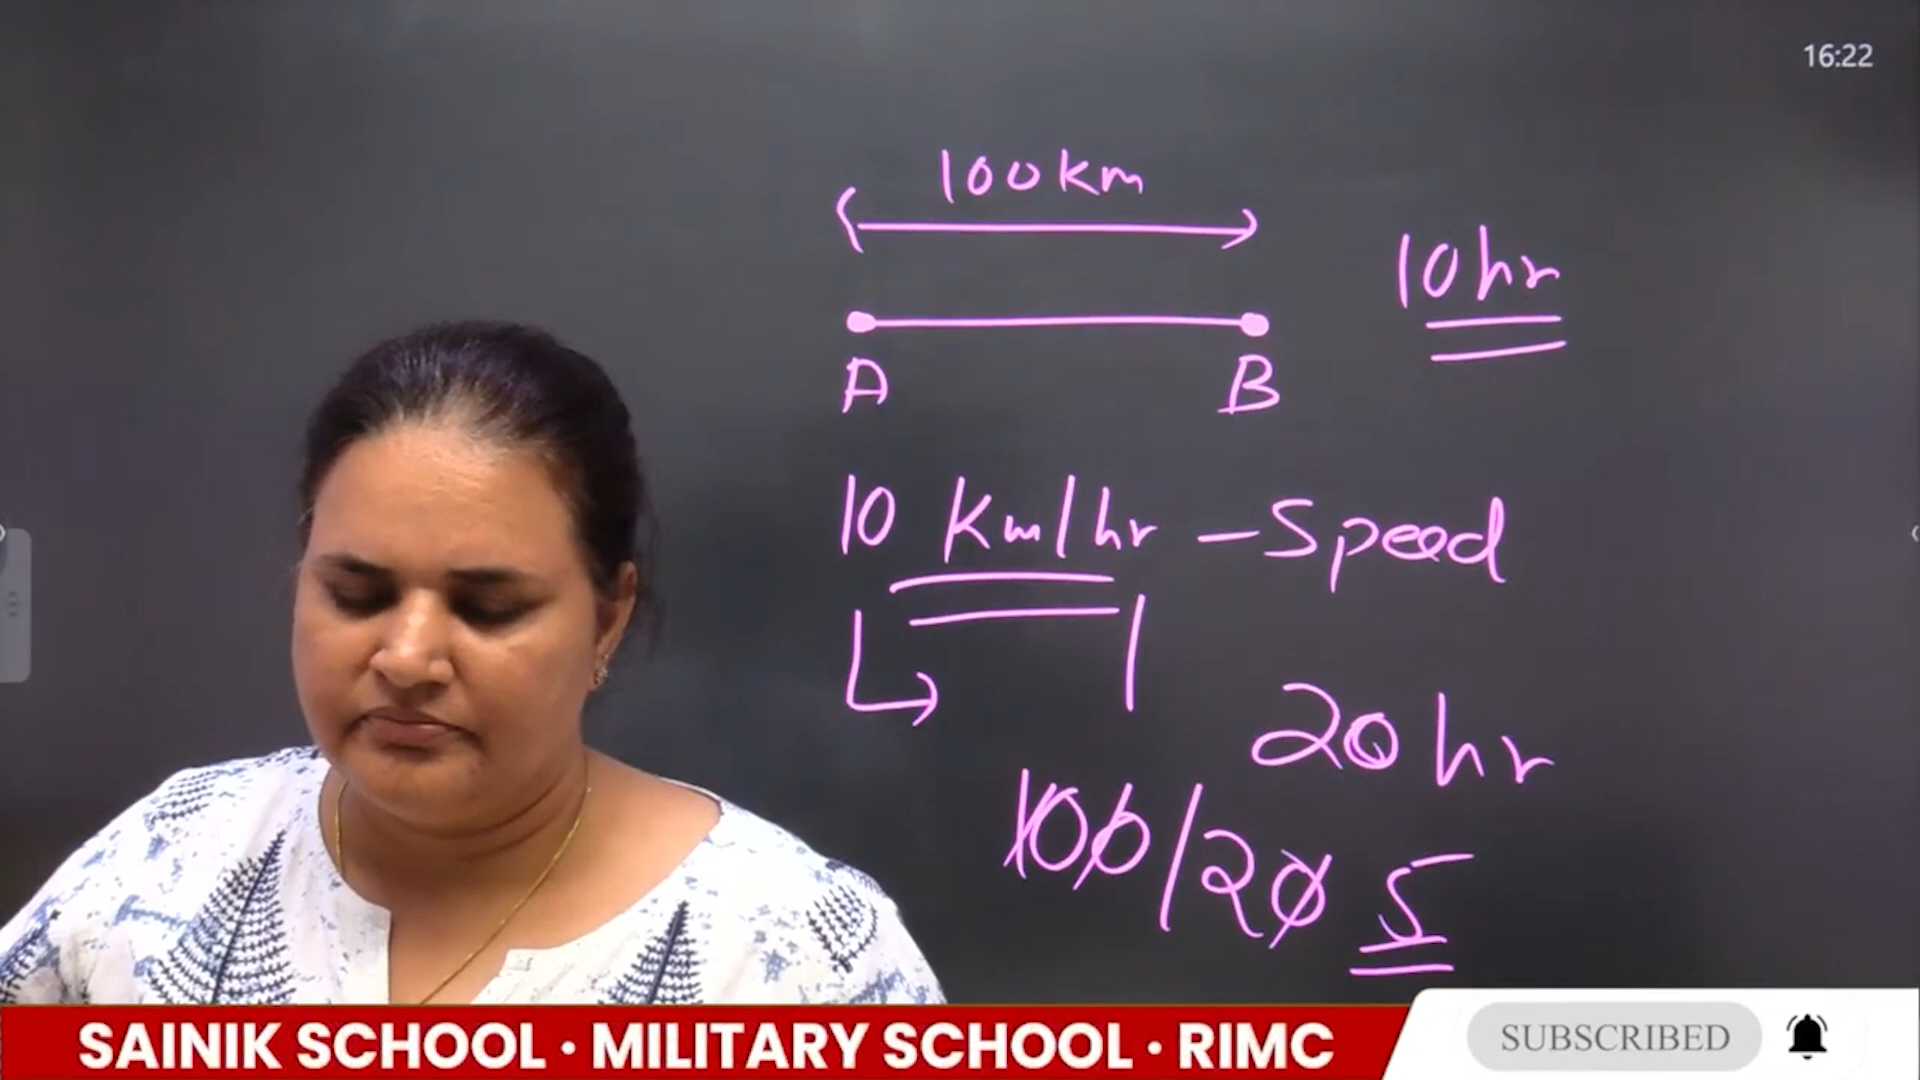 16:22
100km
10hr
A B
10 Km/hr - Speed
20 hr
100/20 5
SAINIK SCHOOL • MILITARY SCHOOL • RIMC
SUBSCRIBED